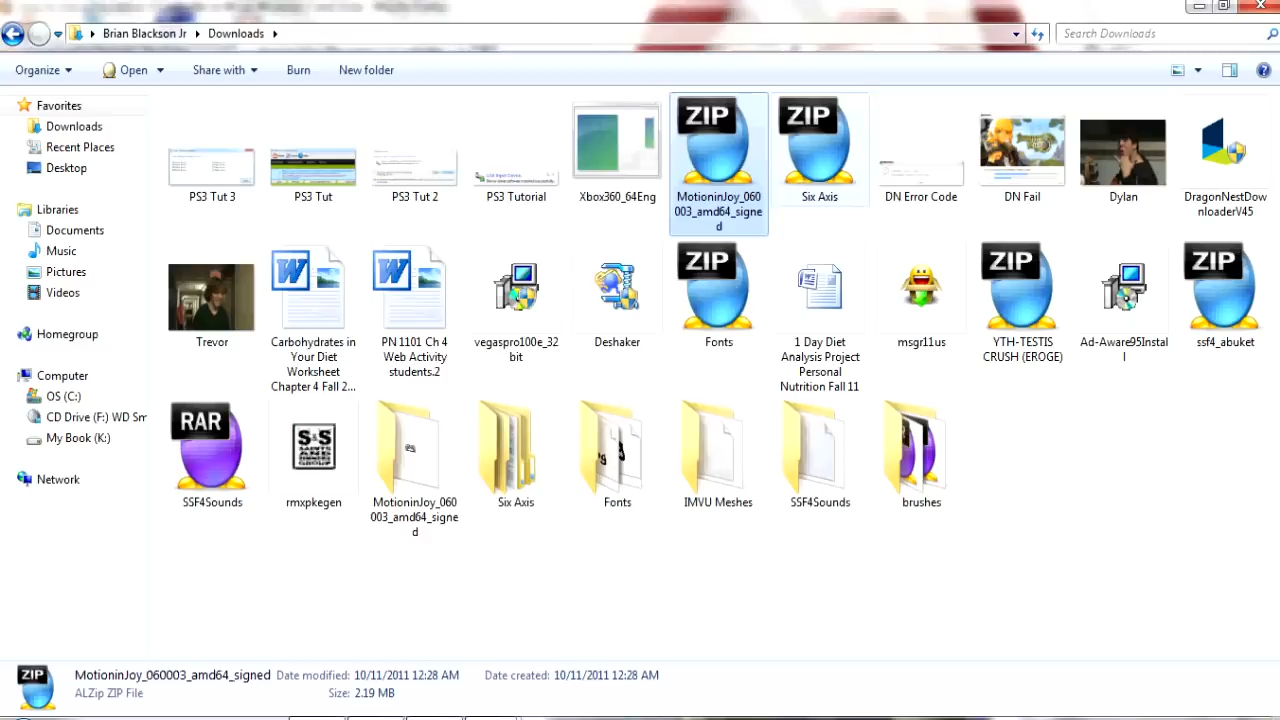 Brian Blackson Jr
Downloads
Search Downloads
Organize
Open
Share with
Burn
New folder
Favorites
Downloads
Recent Places
Desktop
Libraries
Documents
Music
Pictures
Videos
Homegroup
Computer
OS (C:)
CD Drive (F:) WD Sm
My Book (K:)
Network
ZIP
ZIP
PS3 Tut 3
PS3 Tut
PS3 Tut 2
PS3 Tutorial
Xbox360_64Eng
MotioninJoy_060
003_amd64_signe
d
Six Axis
DN Error Code
DN Fail
Dylan
DragonNestDow
nloaderV45
ZIP
ZIP
ZIP
Trevor
Carbohydrates in
Your Diet
Worksheet
Chapter 4 Fall 2...
PN 1101 Ch 4
Web Activity
students.2
vegaspro100e_32
bit
Deshaker
Fonts
1 Day Diet
Analysis Project
Personal
Nutrition Fall 11
msgr11us
YTH-TESTIS
CRUSH (EROGE)
Ad-Aware95Instal
l
ssf4_abuket
RAR
S&S
SAINTS
GROUP
SSF4Sounds
rmxpkegen
MotioninJoy_060
003_amd64_signe
d
Six Axis
Fonts
IMVU Meshes
SSF4Sounds
brushes
ZIP
MotioninJoy_060003_amd64_signed
Date modified: 10/11/2011 12:28 AM
Date created: 10/11/2011 12:28 AM
ALZip ZIP File
Size: 2.19 MB